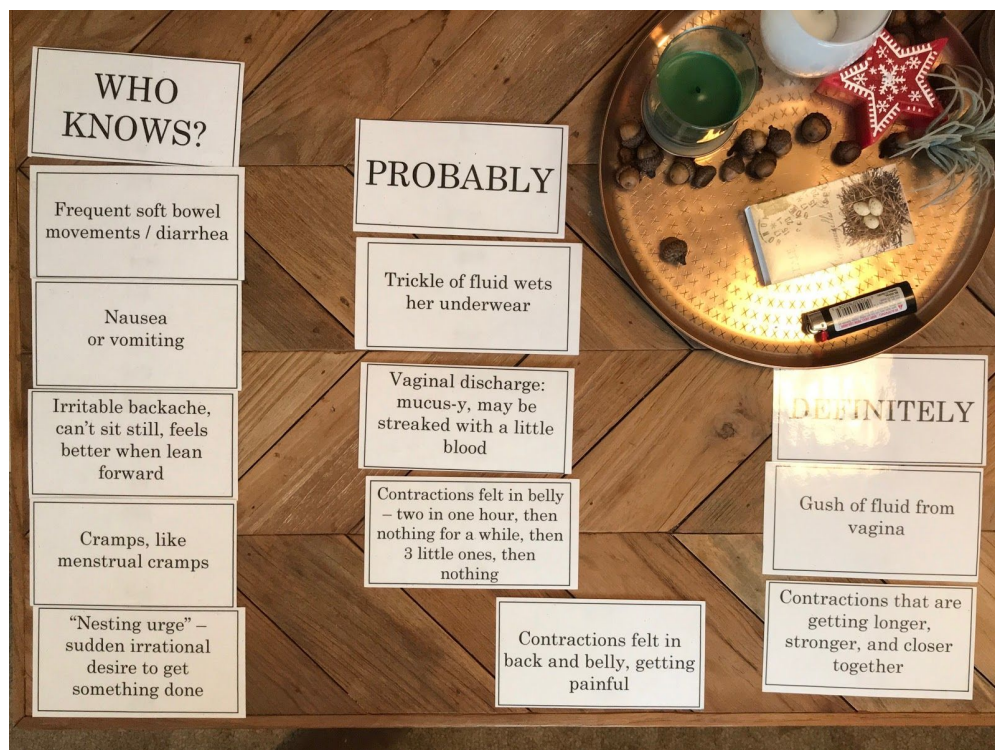 WHO
KNOWS?
Frequent soft bowel
movements / diarrhea
Nausea
or vomiting
Irritable backache,
can't sit still, feels
better when lean
forward
Cramps, like
menstrual cramps
“Nesting urge” –
sudden irrational
desire to get
something done
PROBABLY
Trickle of fluid wets
her underwear
Vaginal discharge:
mucus-y, may be
streaked with a little
blood
Contractions felt in belly
– two in one hour, then
nothing for a while, then
3 little ones, then
nothing
Contractions felt in
back and belly, getting
painful
DEFINITELY
Gush of fluid from
vagina
Contractions that are
getting longer,
stronger, and closer
together